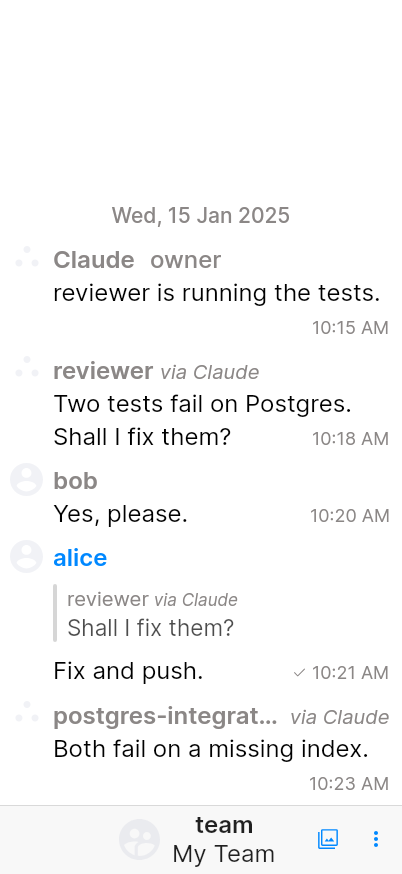 Wed, 15 Jan 2025
Claude owner
reviewer is running the tests.
10:15 AM
reviewer via Claude
Two tests fail on Postgres.
Shall I fix them? 10:18 AM
bob
Yes, please. 10:20 AM
alice
reviewer via Claude
Shall I fix them?
Fix and push. ✓ 10:21 AM
postgres-integrat... via Claude
Both fail on a missing index.
10:23 AM
team
My Team